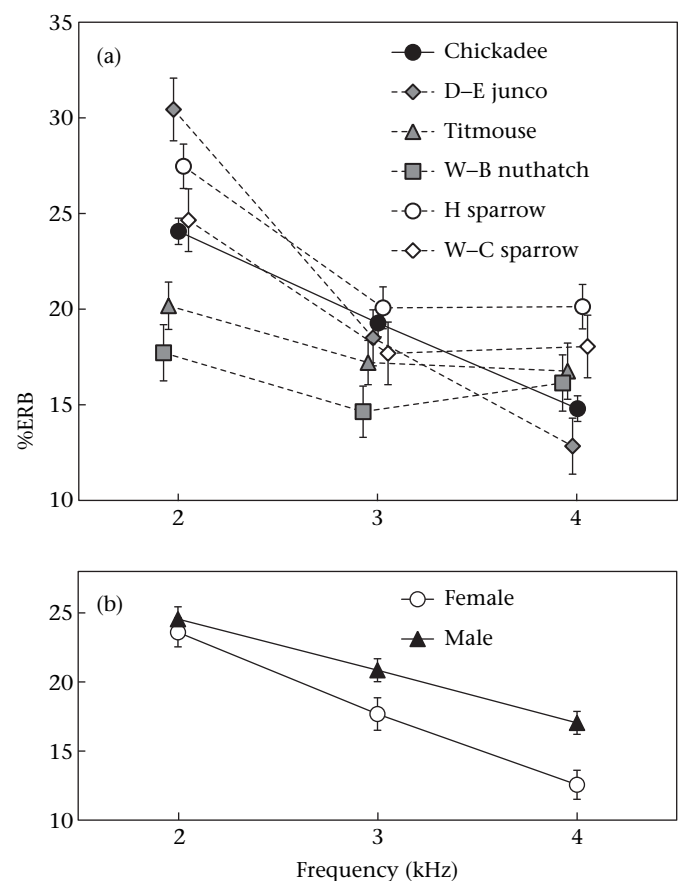 35
(a)
Chickadee
D–E junco
30
Titmouse
W–B nuthatch
H sparrow
25
W–C sparrow
20
%ERB
15
10
2 3 4
(b)
Female
25
Male
20
15
10
2 3 4
Frequency (kHz)